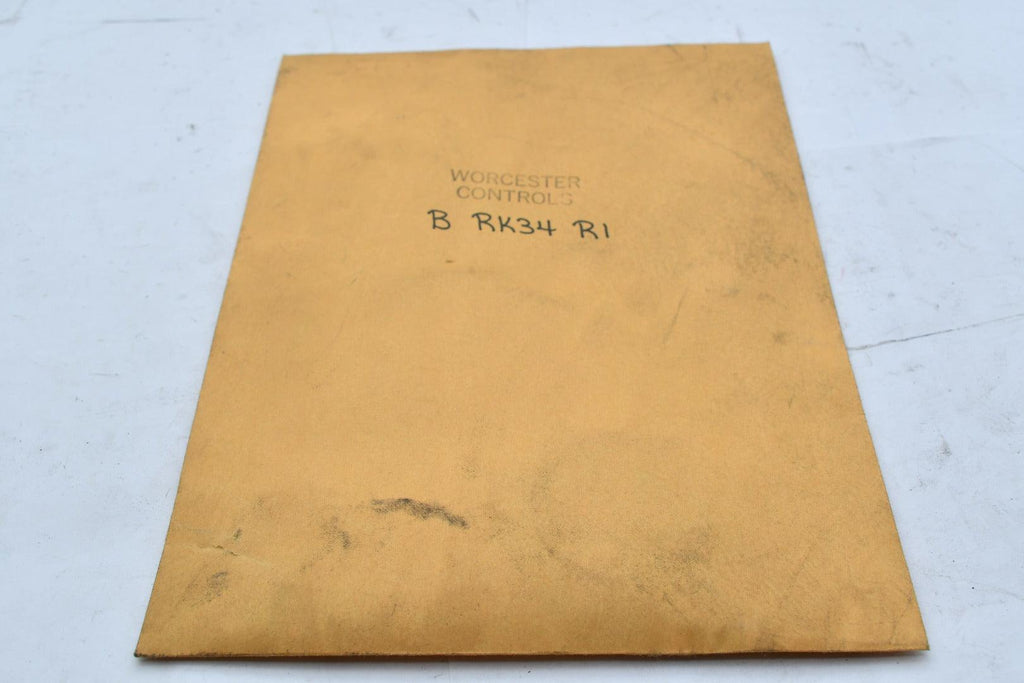 WORCESTER
CONTROLS
B RK34 R1